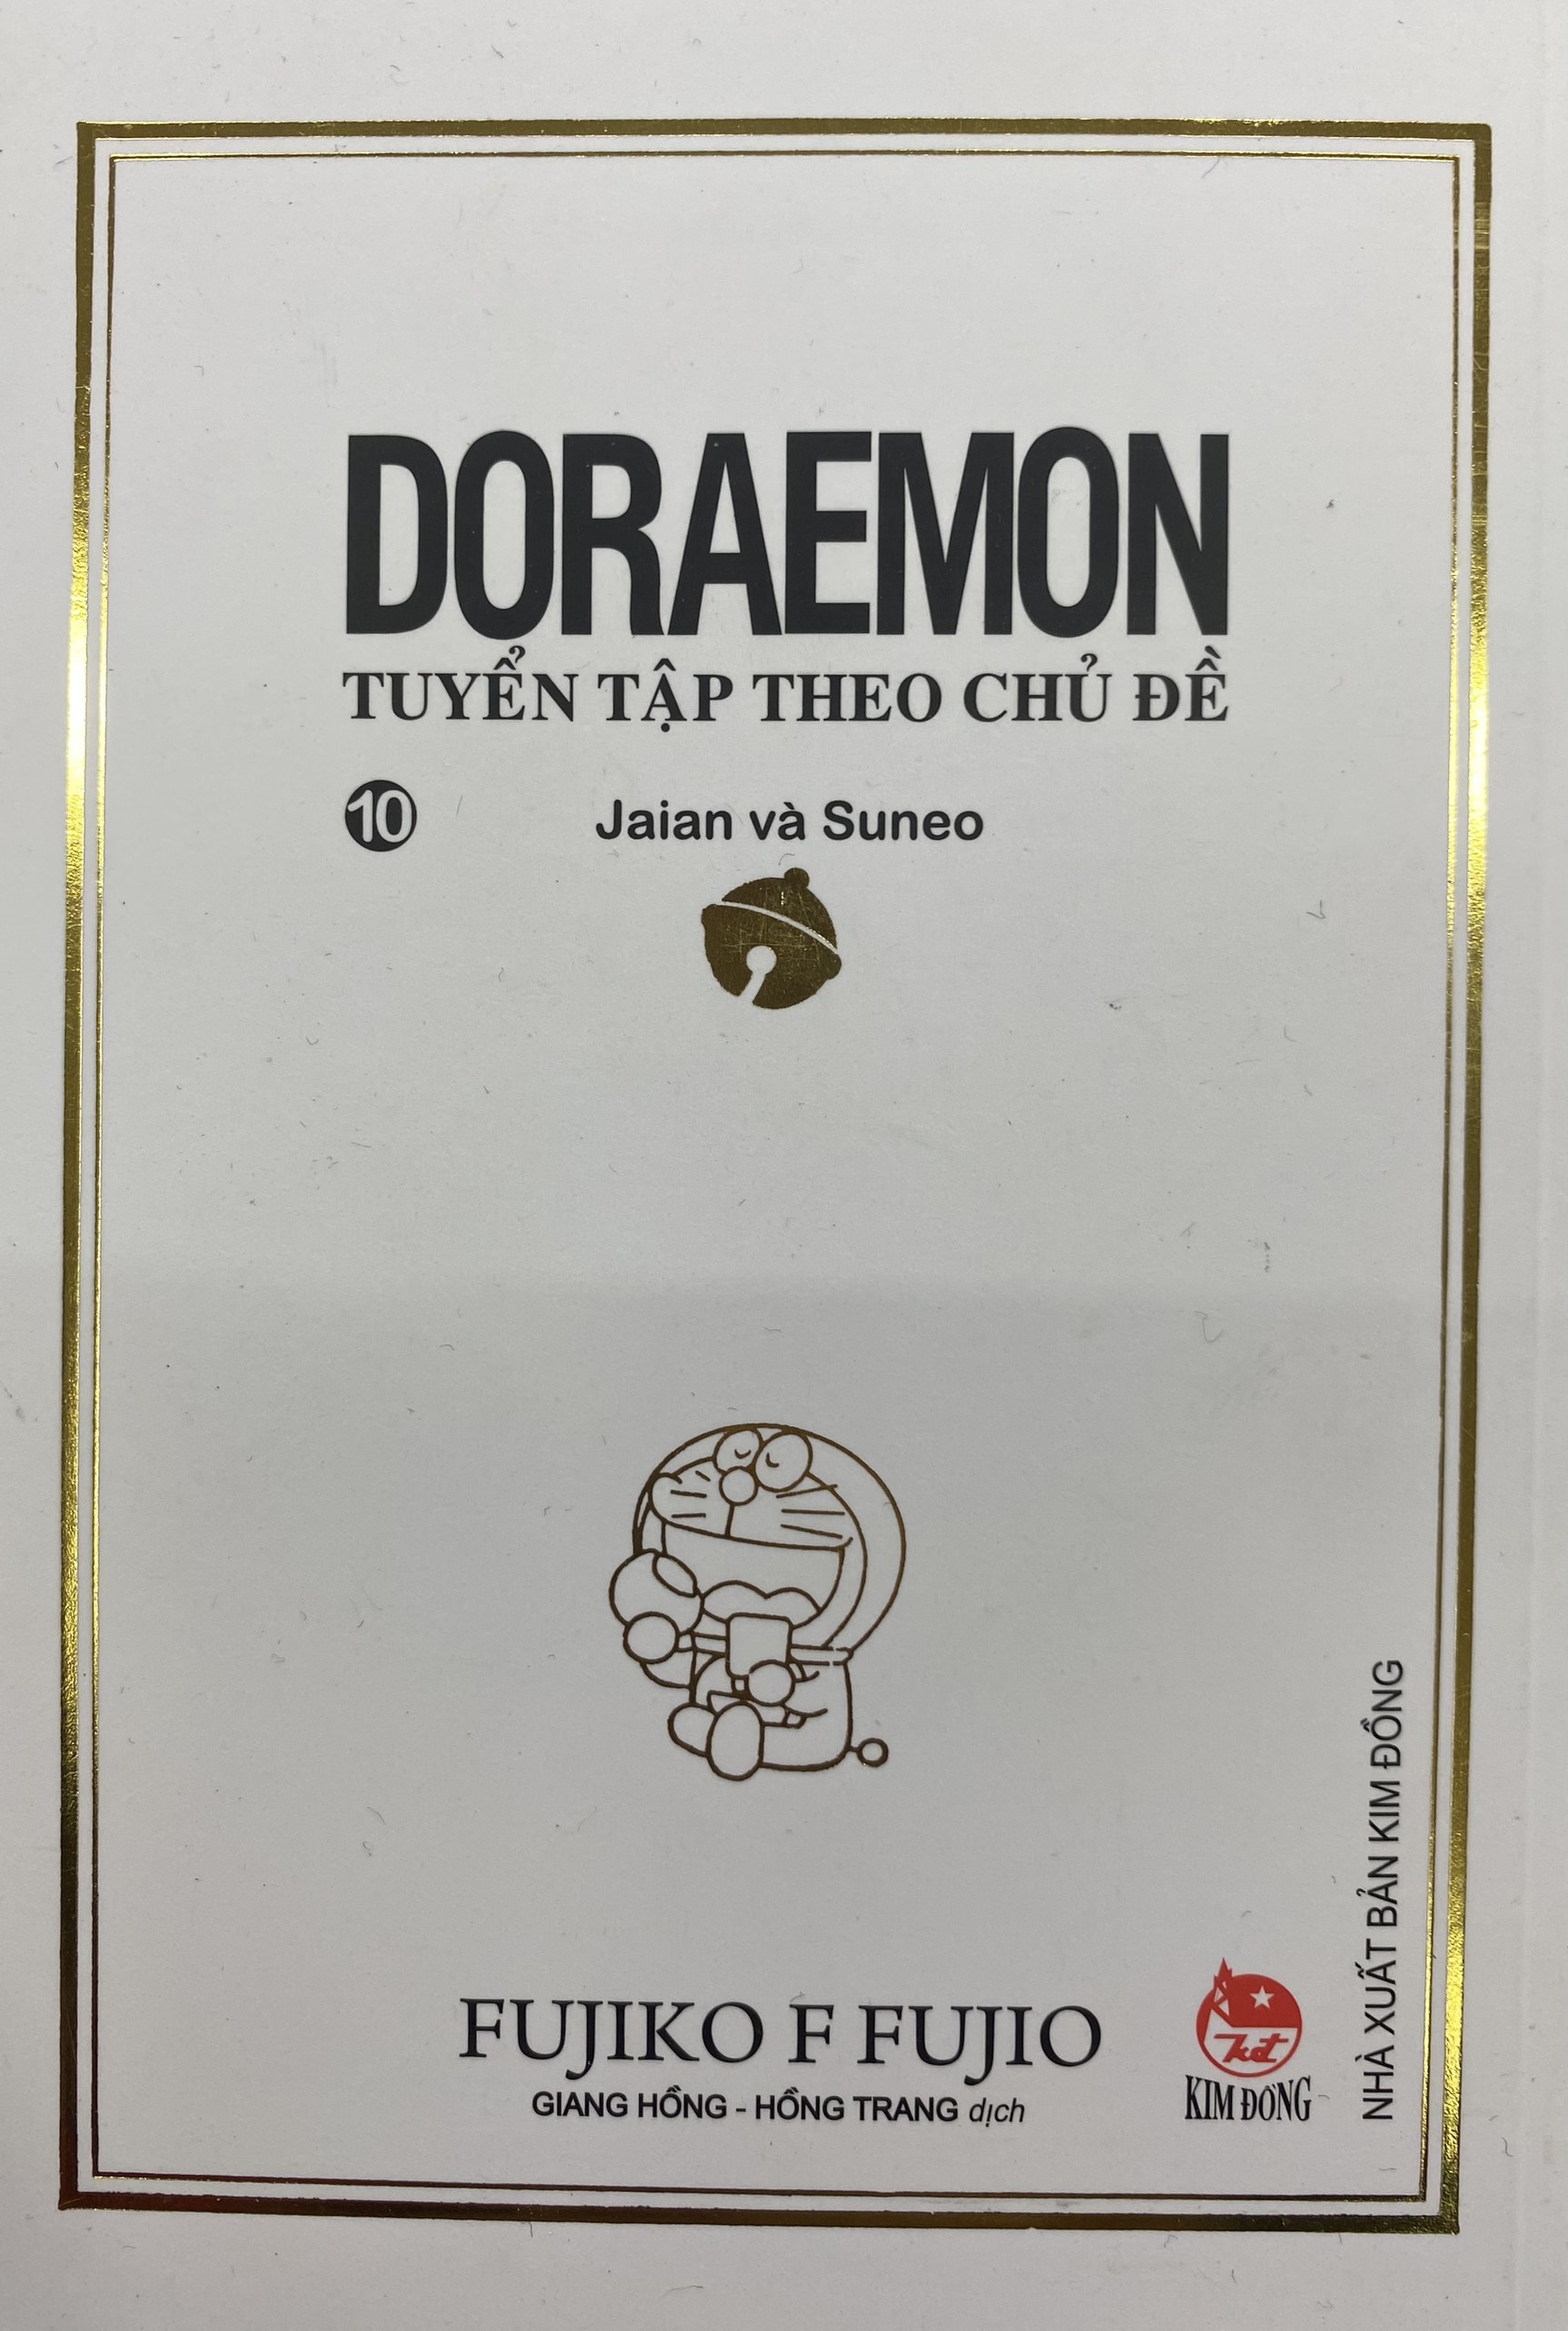 DORAEMON
TUYỂN TẬP THEO CHỦ ĐỀ
10 Jaian và Suneo
FUJIKO F FUJIO
GIANG HỒNG - HỒNG TRANG dịch
kđ
KIM ĐỒNG
NHÀ XUẤT BẢN KIM ĐỒNG